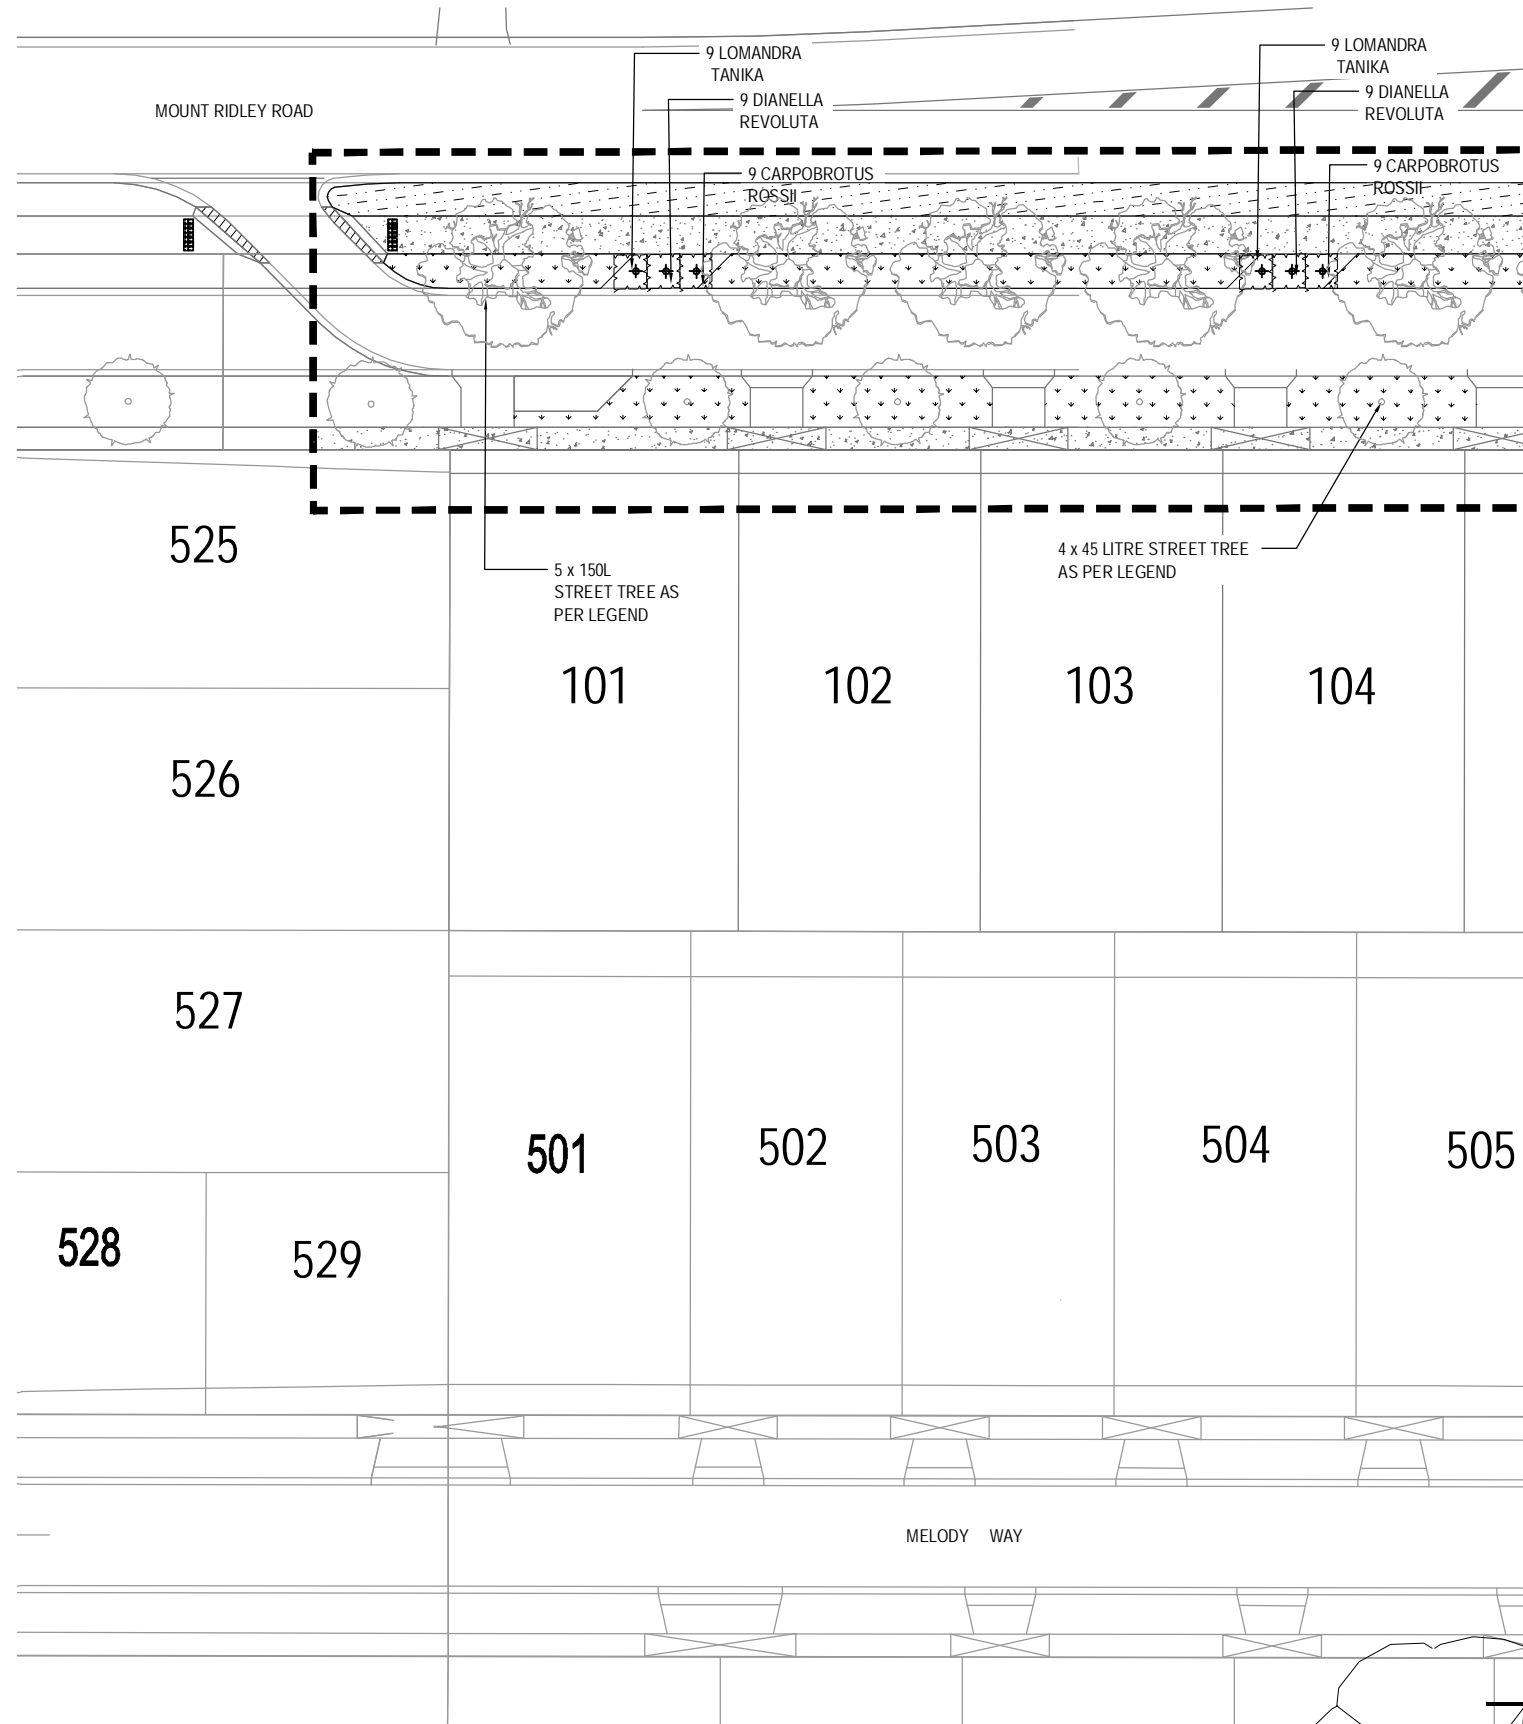 9 LOMANDRA
TANIKA
9 DIANELLA
REVOLUTA
9 LOMANDRA
TANIKA
9 DIANELLA
REVOLUTA
MOUNT RIDLEY ROAD
9 CARPOBROTUS
ROSSII
9 CARPOBROTUS
ROSSII
525
5 x 150L
STREET TREE AS
PER LEGEND
4 x 45 LITRE STREET TREE
AS PER LEGEND
101
102
103
104
526
527
501
502
503
504
505
528
529
MELODY WAY